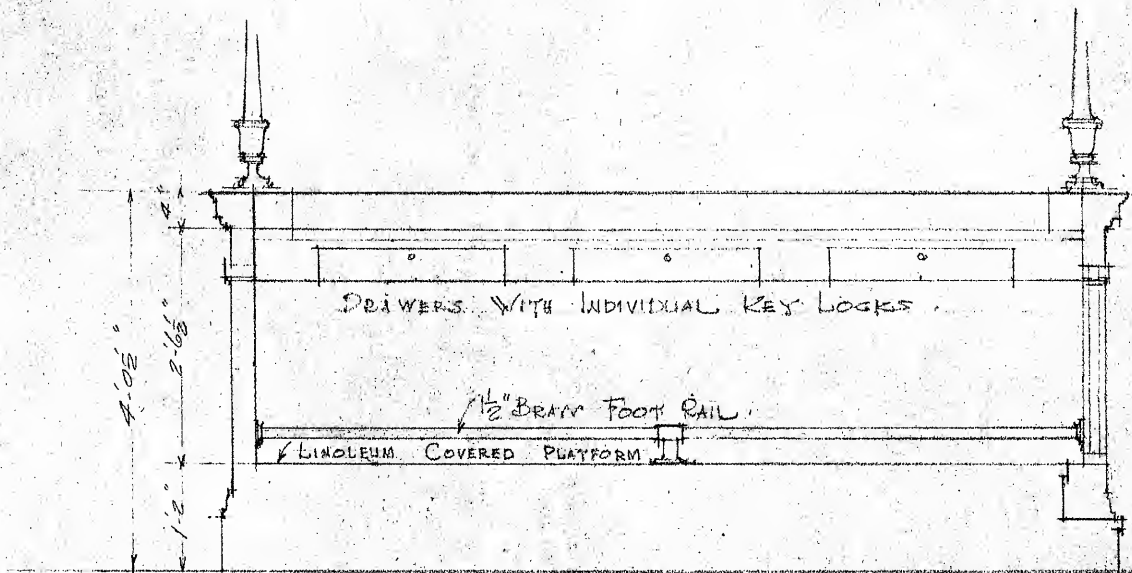 4"
DRAWERS WITH INDIVIDUAL KEY LOCKS.
2'-6½"
4'-0½"
1½" BRASS FOOT RAIL.
LINOLEUM COVERED PLATFORM
1'-2"